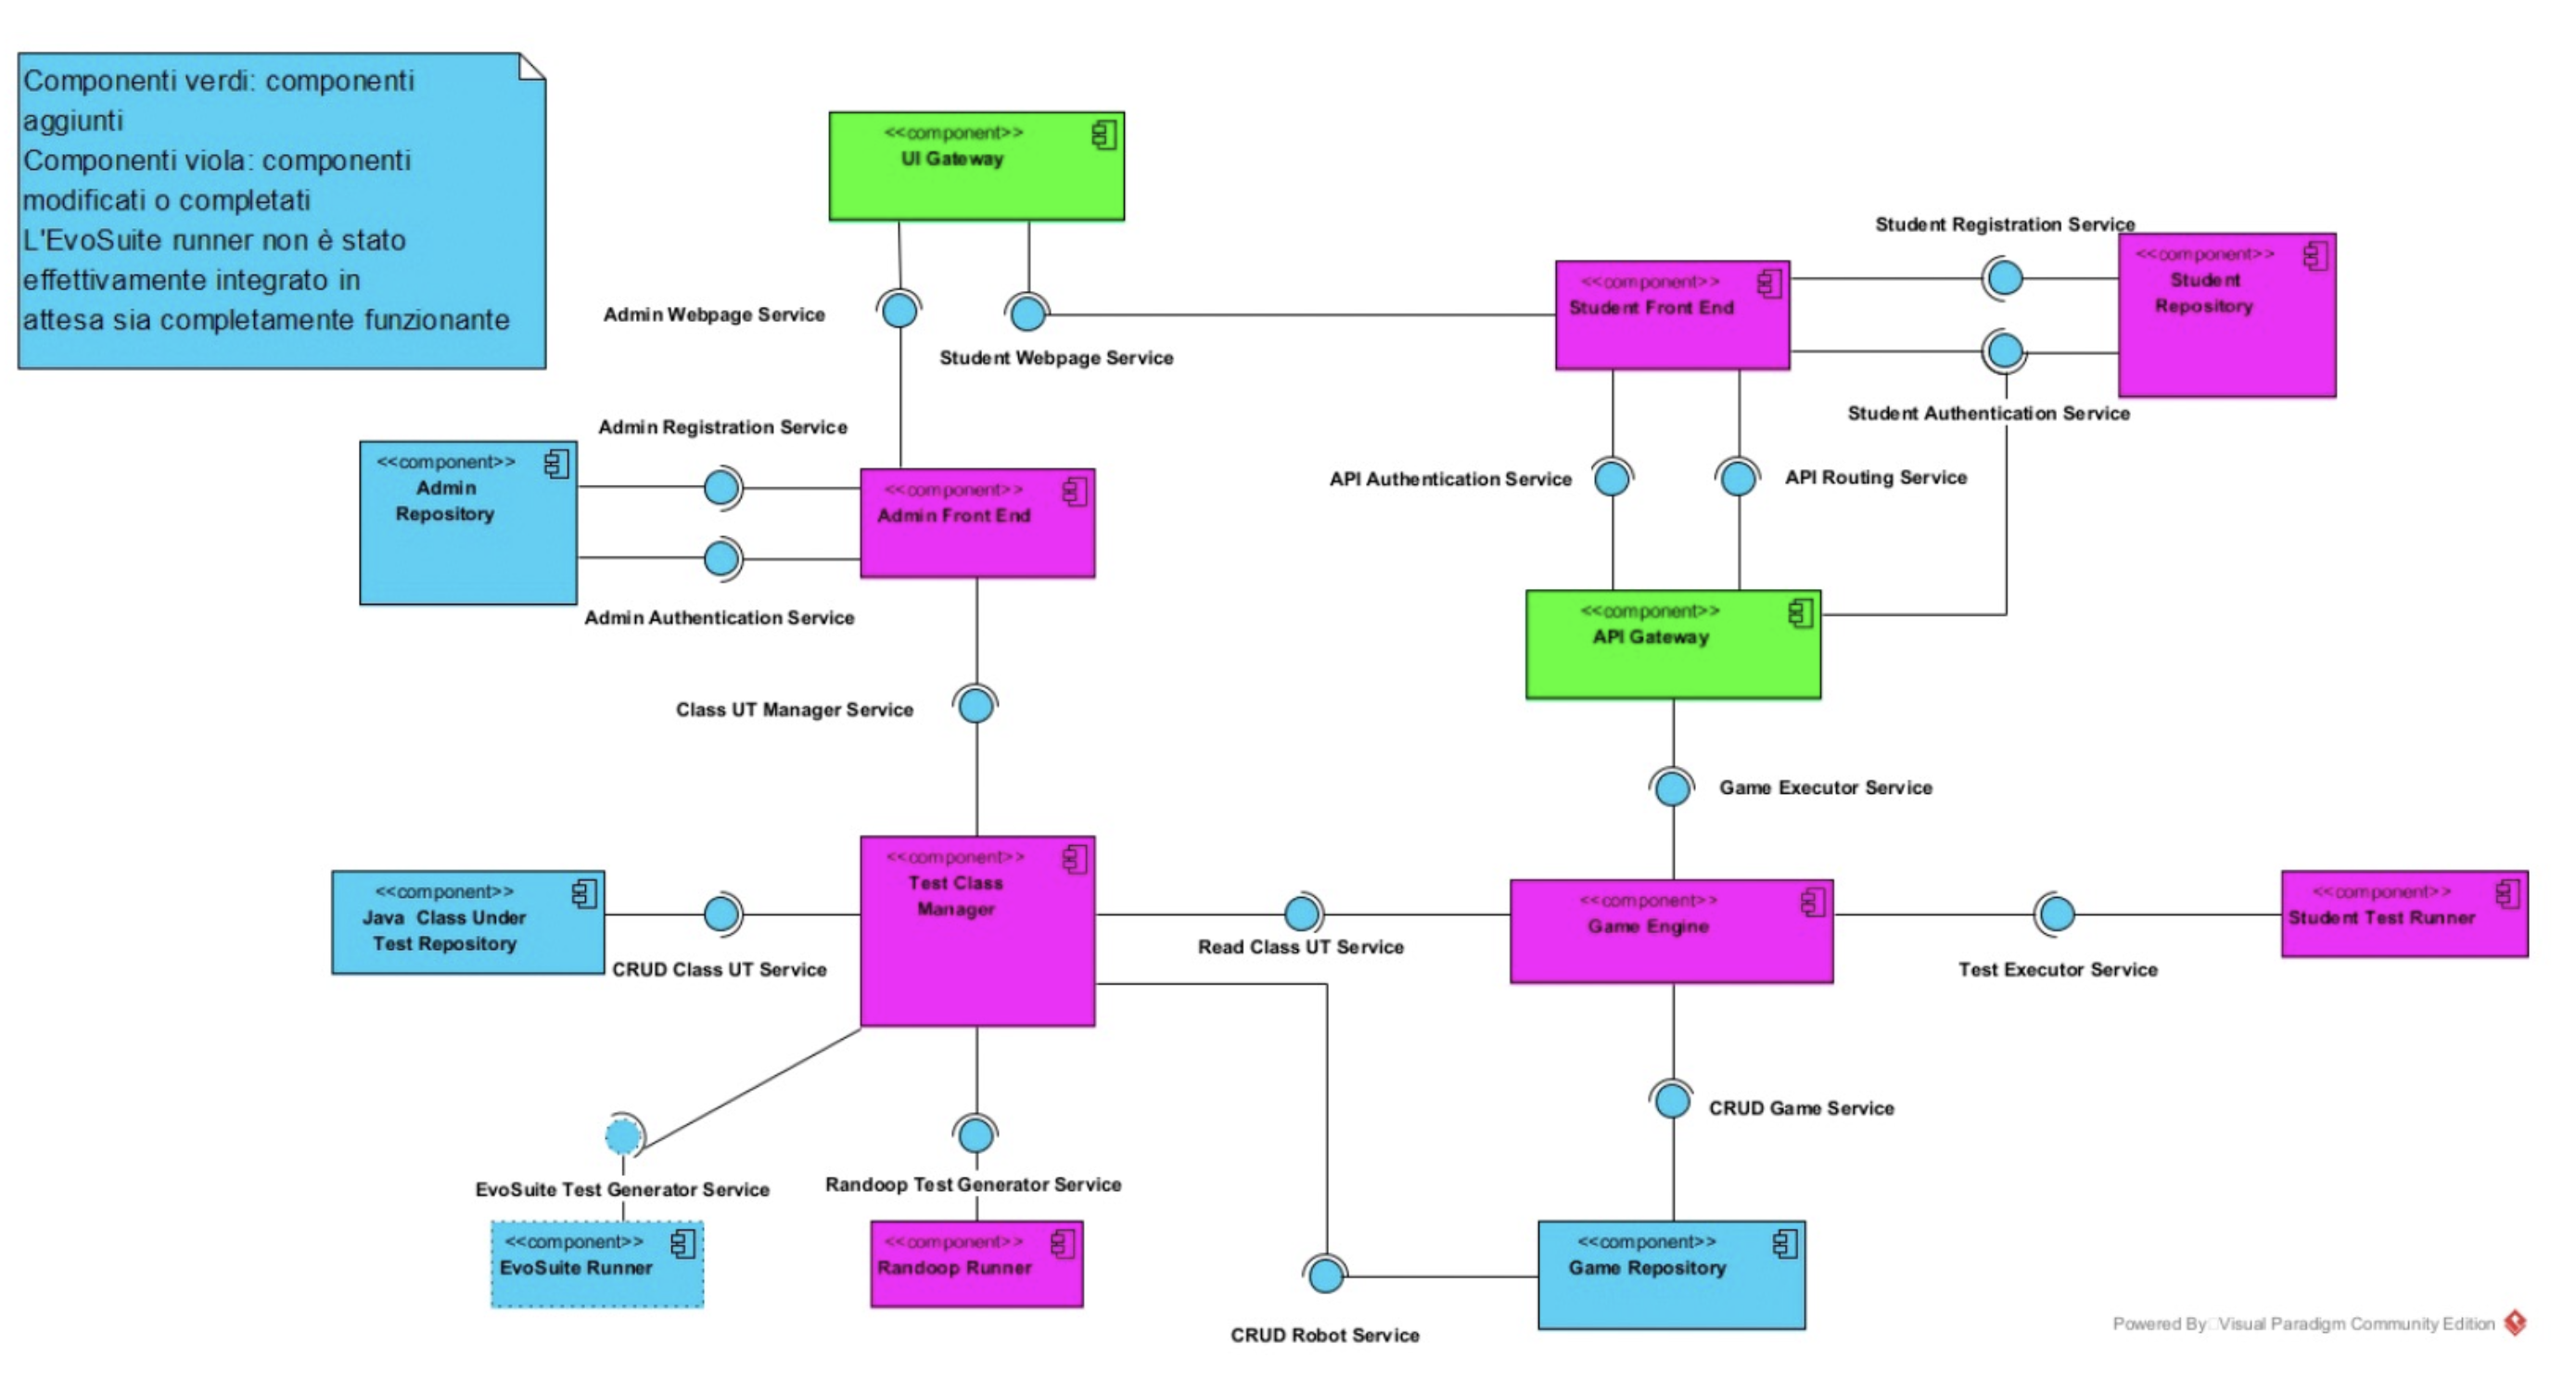 Componenti verdi: componenti
aggiunti
Componenti viola: componenti
modificati o completati
L'EvoSuite runner non è stato
effettivamente integrato in
attesa sia completamente funzionante
<<component>>
UI Gateway
Admin Webpage Service
Student Webpage Service
<<component>>
Student Front End
Student Registration Service
<<component>>
Student
Repository
Student Authentication Service
Admin Registration Service
<<component>>
Admin
Repository
<<component>>
Admin Front End
Admin Authentication Service
API Authentication Service
API Routing Service
<<component>>
API Gateway
Class UT Manager Service
Game Executor Service
<<component>>
Java Class Under
Test Repository
CRUD Class UT Service
<<component>>
Test Class
Manager
Read Class UT Service
<<component>>
Game Engine
Test Executor Service
<<component>>
Student Test Runner
CRUD Game Service
EvoSuite Test Generator Service
Randoop Test Generator Service
<<component>>
EvoSuite Runner
<<component>>
Randoop Runner
CRUD Robot Service
<<component>>
Game Repository
Powered By Visual Paradigm Community Edition